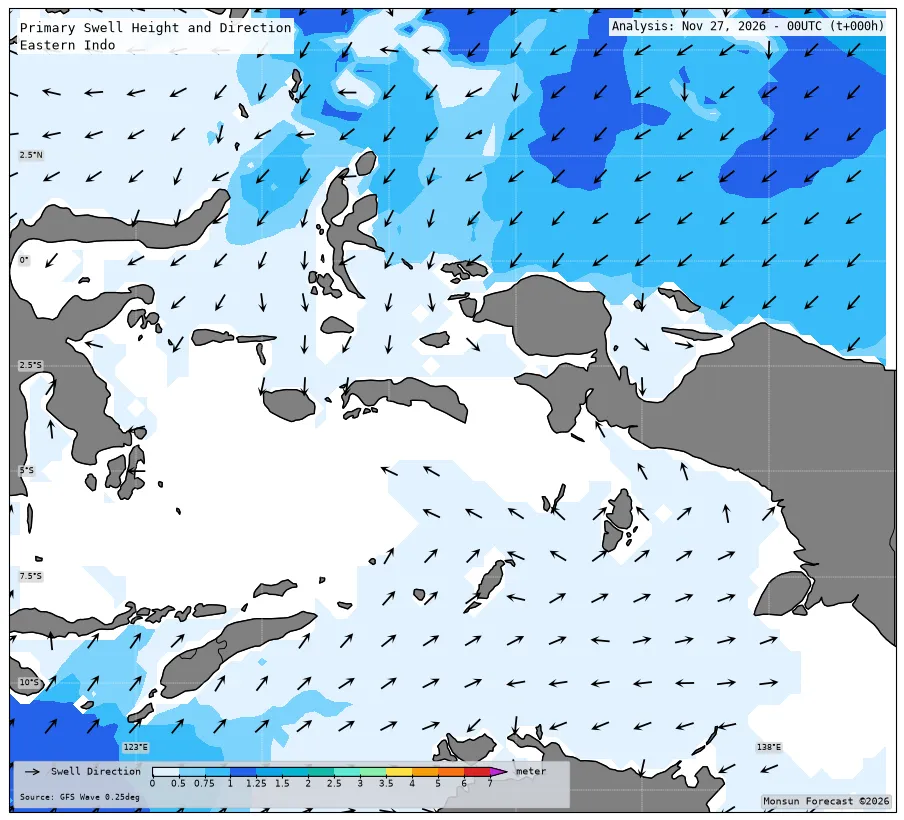 Primary Swell Height and Direction
Eastern Indo
Analysis: Nov 27, 2026 - 00UTC (t+000h)
2.5°N
0°
2.5°S
5°S
7.5°S
10°S
123°E
138°E
Swell Direction
meter
0 0.5 0.75 1 1.25 1.5 2 2.5 3 3.5 4 5 6 7
Source: GFS Wave 0.25deg
Monsun Forecast ©2026